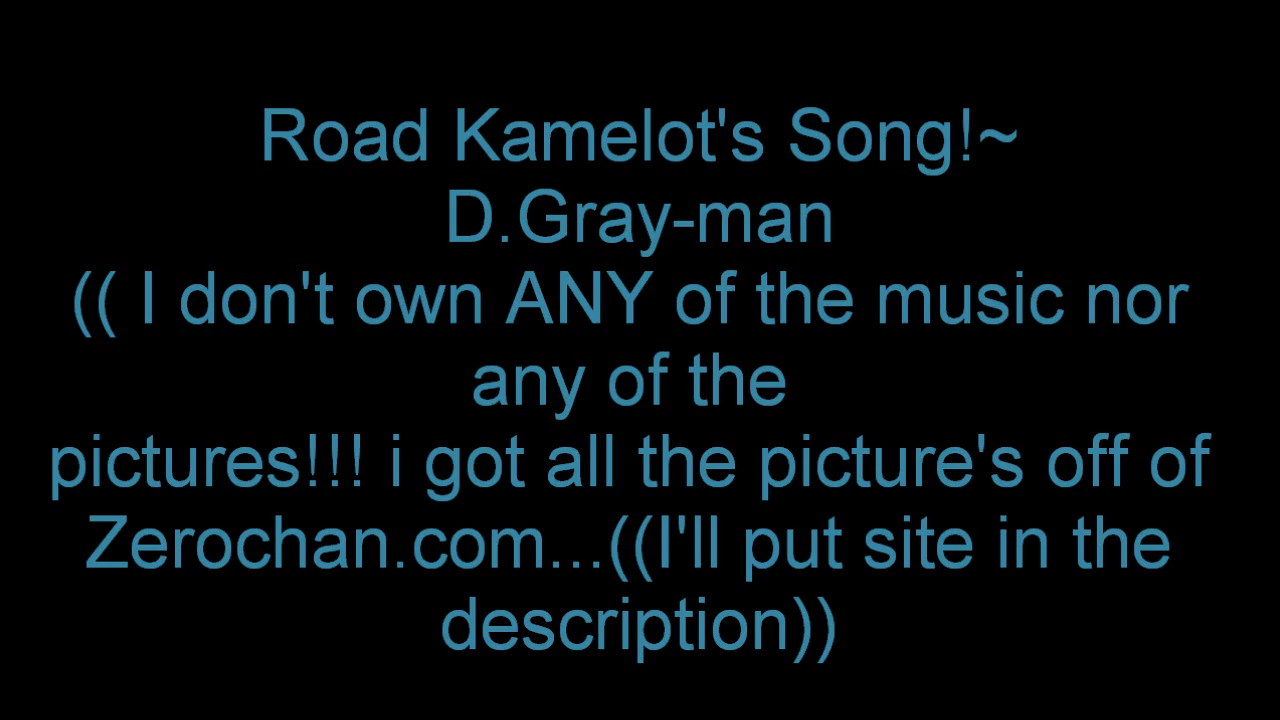 Road Kamelot's Song!~
D.Gray-man
(( I don't own ANY of the music nor
any of the
pictures!!! i got all the picture's off of
Zerochan.com...((I'll put site in the
description))